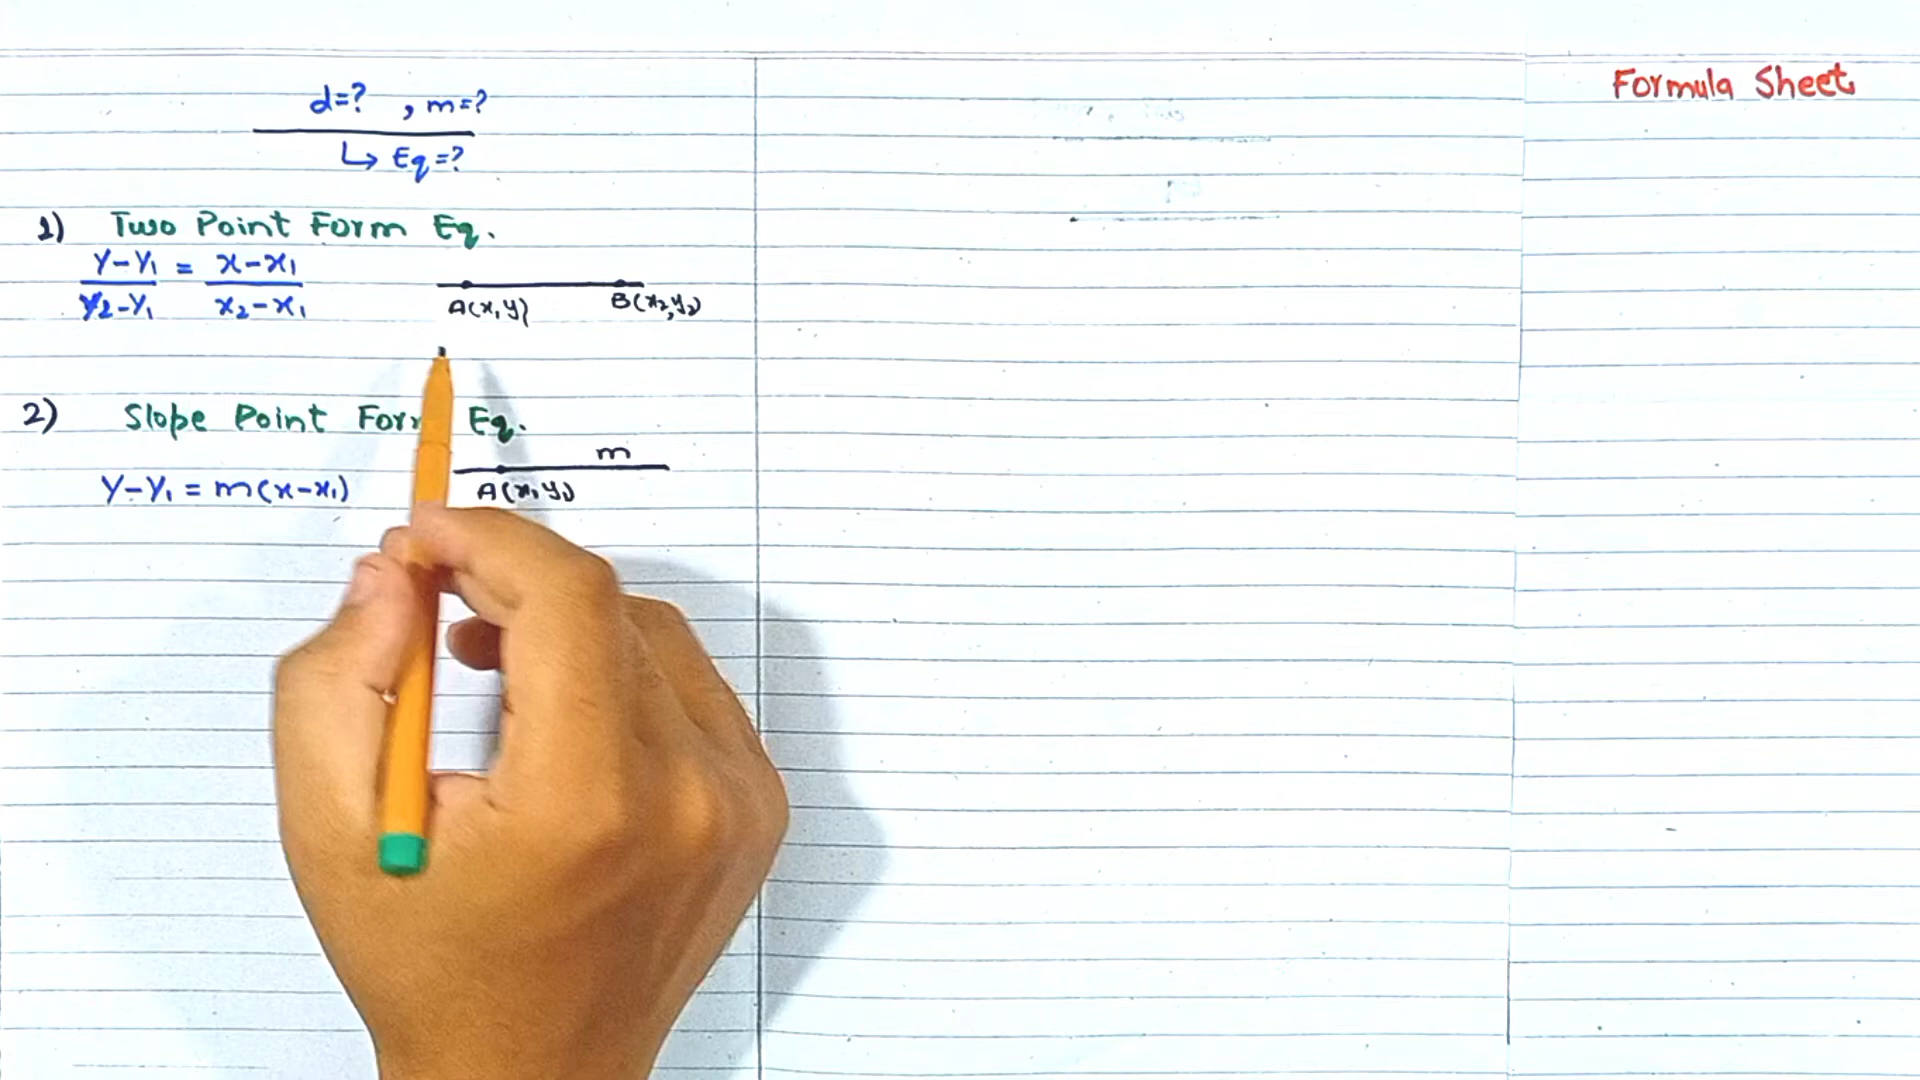 d=? , m=?
↳ Eq=?
1) Two Point Form Eq.
Y-Y₁ = x-x₁
Y₂-Y₁ x₂-x₁
A(x,y) B(x₂,y₂)
2) Slope Point Form Eq.
m
Y-Y₁ = m(x-x₁)
A(x₁y₁)
Formula Sheet